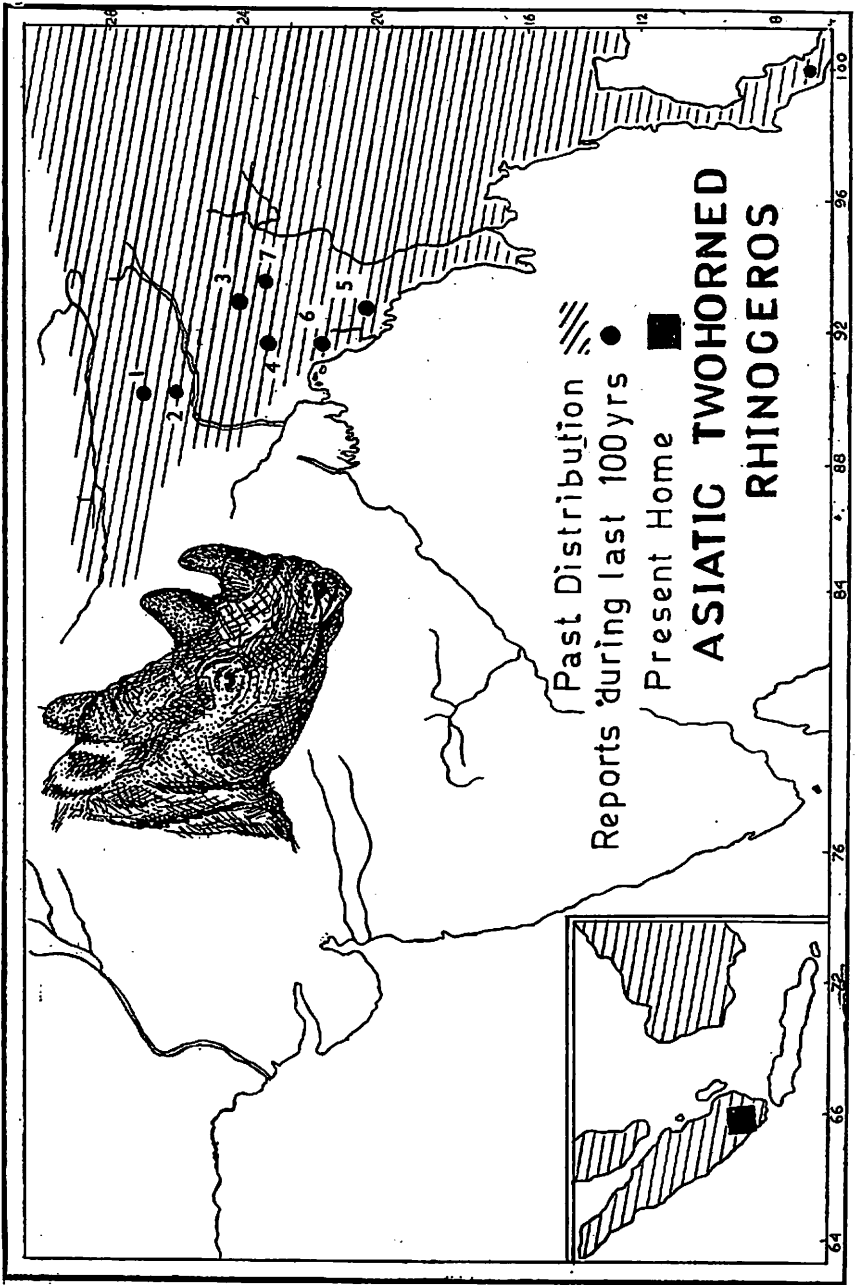 28
1
2
3
24
7
4
6
5
20
16
Past Distribution
Reports during last 100yrs
12
Present Home
ASIATIC TWOHORNED
8
RHINOCEROS
4
64 66 72 76 84 88 92 96 100